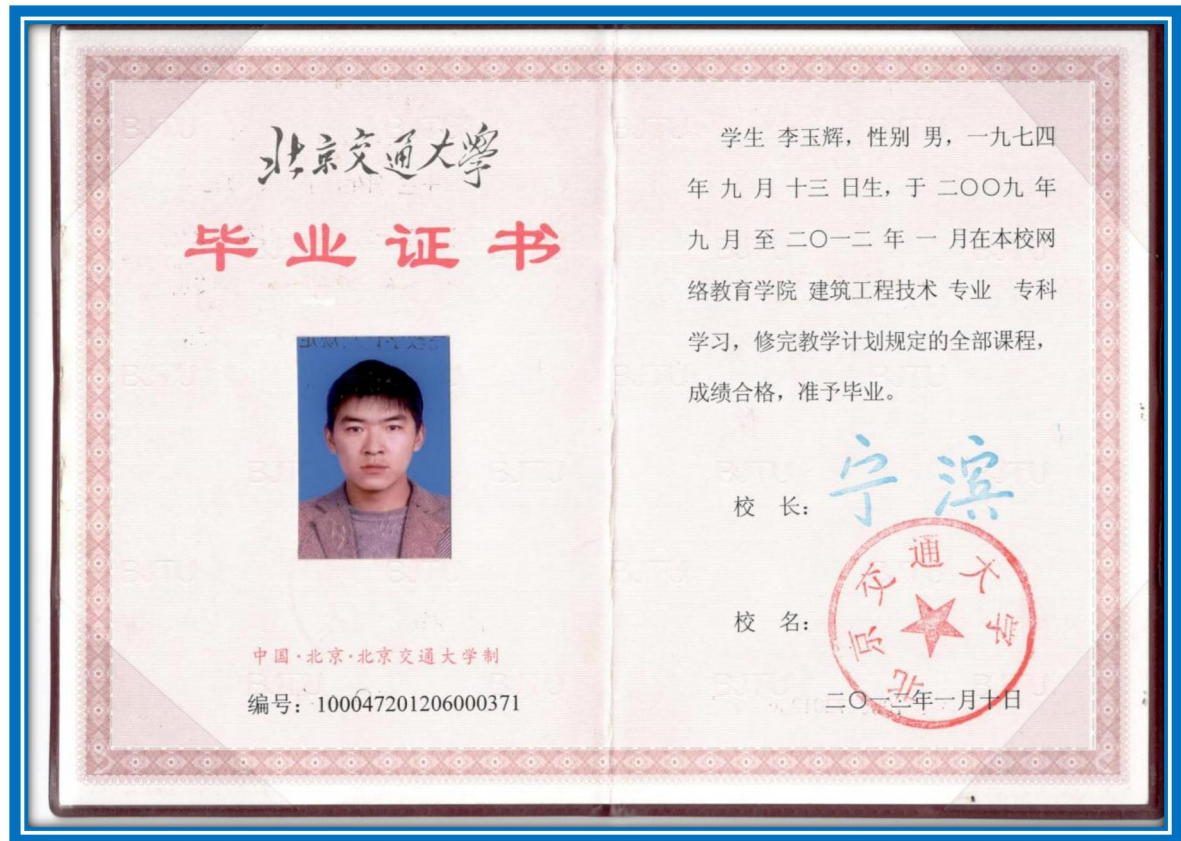 北京交通大學
毕业证书
中国·北京·北京交通大学制
编号：100047201206000371
学生 李玉辉，性别 男，一九七四
年 九 月 十三 日生，于 二〇〇九 年
九 月 至 二〇一二 年 一 月在本校网
络教育学院 建筑工程技术 专业 专科
学习，修完教学计划规定的全部课程，
成绩合格，准予毕业。
校 长：宁滨
校 名：
北京交通大学
二〇一二年一月十日